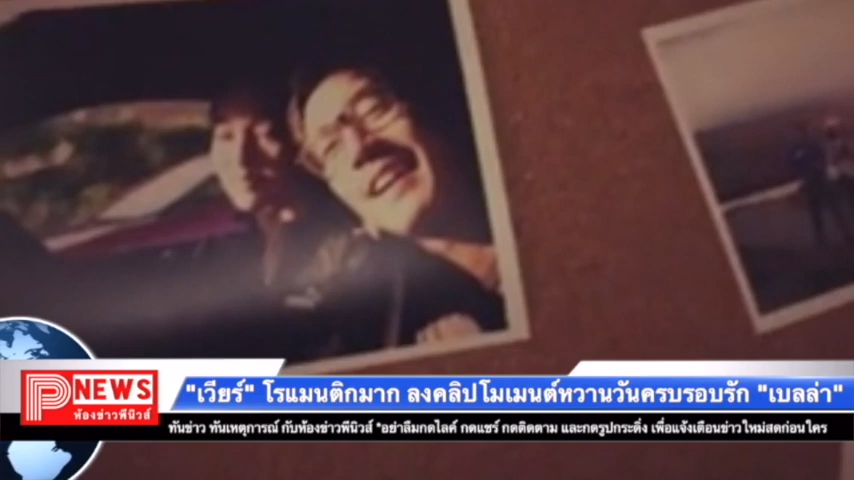 "เวียร์" โรแมนติกมาก ลงคลิปโมเมนต์หวานวันครบรอบรัก "เบลล่า"
P NEWS
ห้องข่าวพีนิวส์
ทันข่าว ทันเหตุการณ์ กับห้องข่าวพีนิวส์ "อย่าลืมกดไลค์ กดแชร์ กดติดตาม และกดรูปกระดิ่ง เพื่อแจ้งเตือนข่าวใหม่สดก่อนใคร